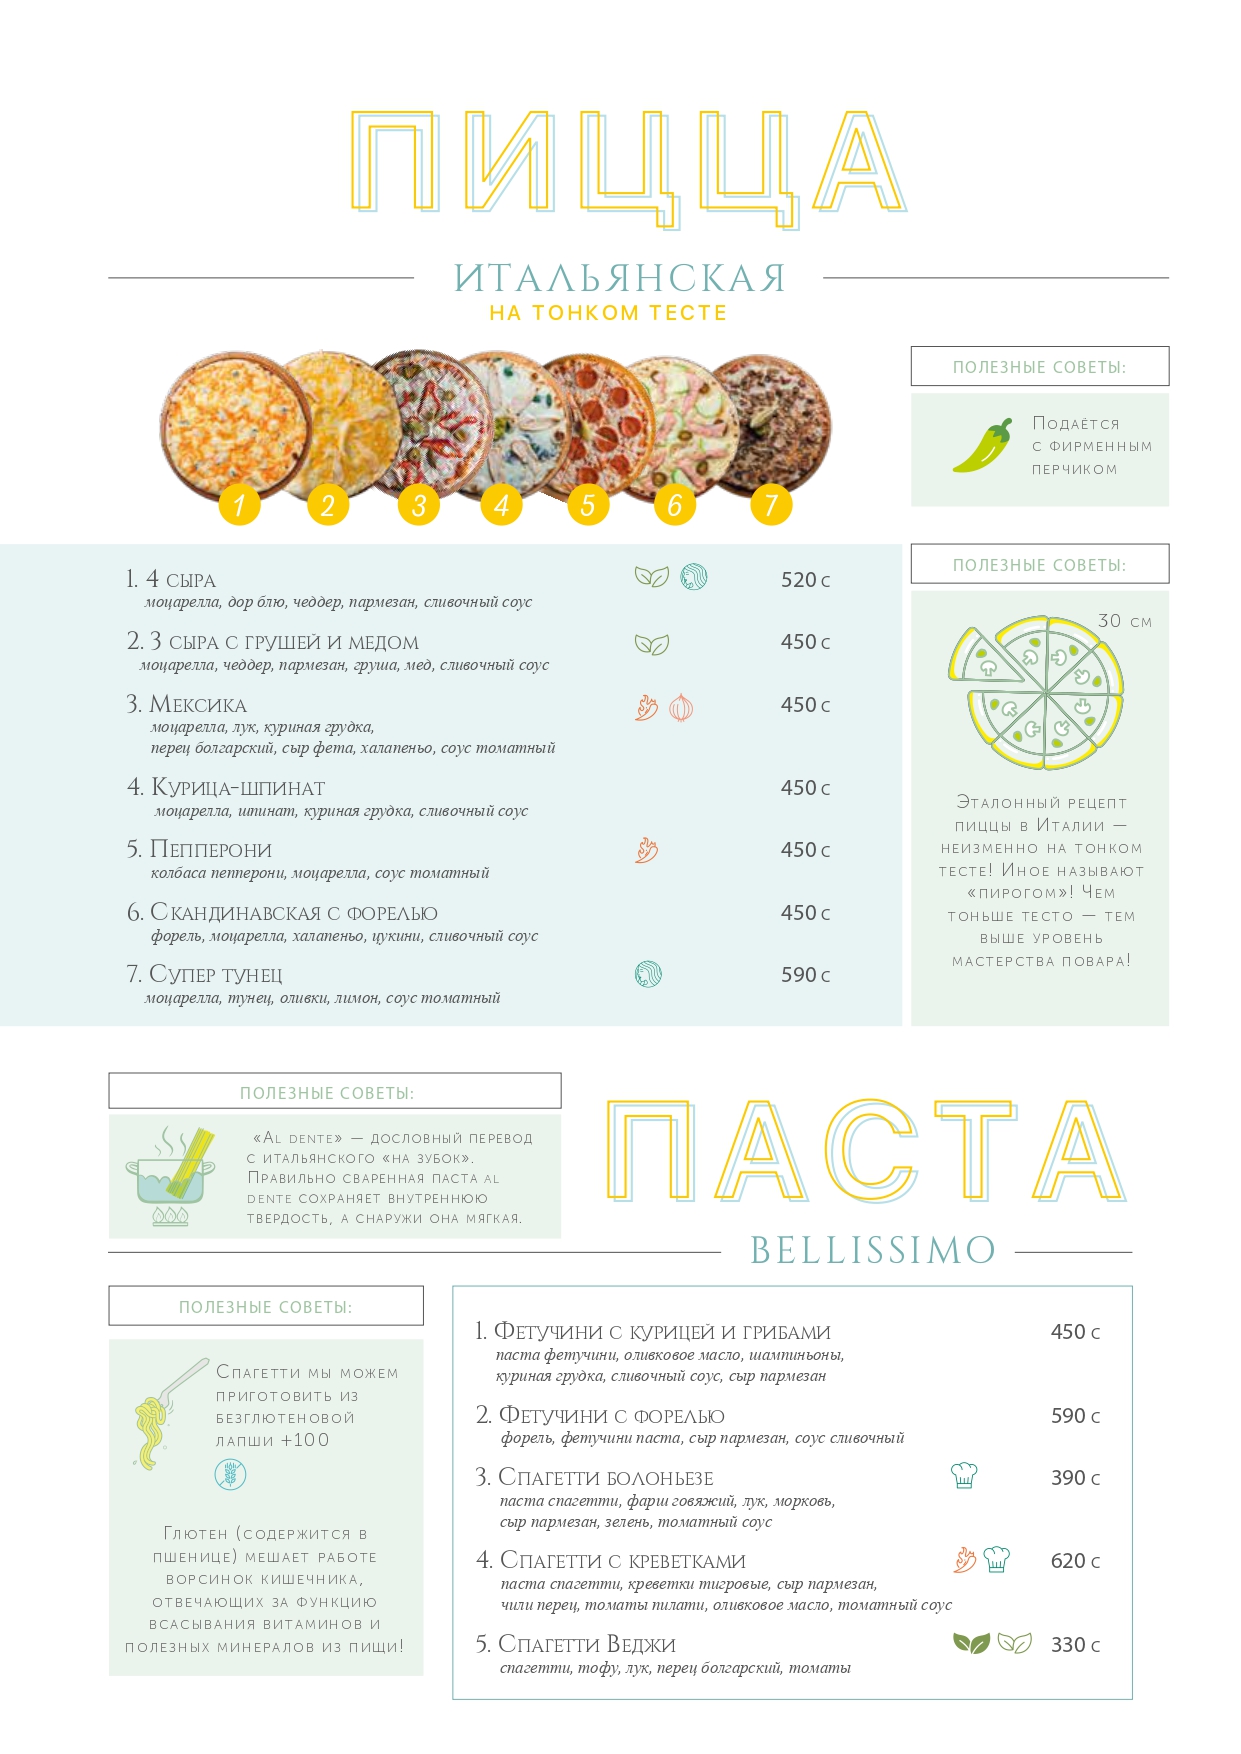 ПИЦЦА
ИТАЛЬЯНСКАЯ
НА ТОНКОМ ТЕСТЕ
1 2 3 4 5 6 7
ПОЛЕЗНЫЕ СОВЕТЫ:
Подаётся
с фирменным
перчиком
1. 4 сыра 520 с
моцарелла, дор блю, чеддер, пармезан, сливочный соус
2. 3 сыра с грушей и медом 450 с
моцарелла, чеддер, пармезан, груша, мед, сливочный соус
3. Мексика 450 с
моцарелла, лук, куриная грудка,
перец болгарский, сыр фета, халапеньо, соус томатный
4. Курица-шпинат 450 с
моцарелла, шпинат, куриная грудка, сливочный соус
5. Пепперони 450 с
колбаса пепперони, моцарелла, соус томатный
6. Скандинавская с форелью 450 с
форель, моцарелла, халапеньо, цукини, сливочный соус
7. Супер тунец 590 с
моцарелла, тунец, оливки, лимон, соус томатный
ПОЛЕЗНЫЕ СОВЕТЫ:
30 см
Эталонный рецепт
пиццы в Италии —
неизменно на тонком
тесте! Иное называют
«пирогом»! Чем
тоньше тесто — тем
выше уровень
мастерства повара!
ПОЛЕЗНЫЕ СОВЕТЫ:
«Al dente» — дословный перевод
с итальянского «на зубок».
Правильно сваренная паста al
dente сохраняет внутреннюю
твердость, а снаружи она мягкая.
ПАСТА
BELLISSIMO
ПОЛЕЗНЫЕ СОВЕТЫ:
Спагетти мы можем
приготовить из
безглютеновой
лапши +100
Глютен (содержится в
пшенице) мешает работе
ворсинок кишечника,
отвечающих за функцию
всасывания витаминов и
полезных минералов из пищи!
1. Фетучини с курицей и грибами 450 с
паста фетучини, оливковое масло, шампиньоны,
куриная грудка, сливочный соус, сыр пармезан
2. Фетучини с форелью 590 с
форель, фетучини паста, сыр пармезан, соус сливочный
3. Спагетти болоньезе 390 с
паста спагетти, фарш говяжий, лук, морковь,
сыр пармезан, зелень, томатный соус
4. Спагетти с креветками 620 с
паста спагетти, креветки тигровые, сыр пармезан,
чили перец, томаты пилати, оливковое масло, томатный соус
5. Спагетти Веджи 330 с
спагетти, тофу, лук, перец болгарский, томаты